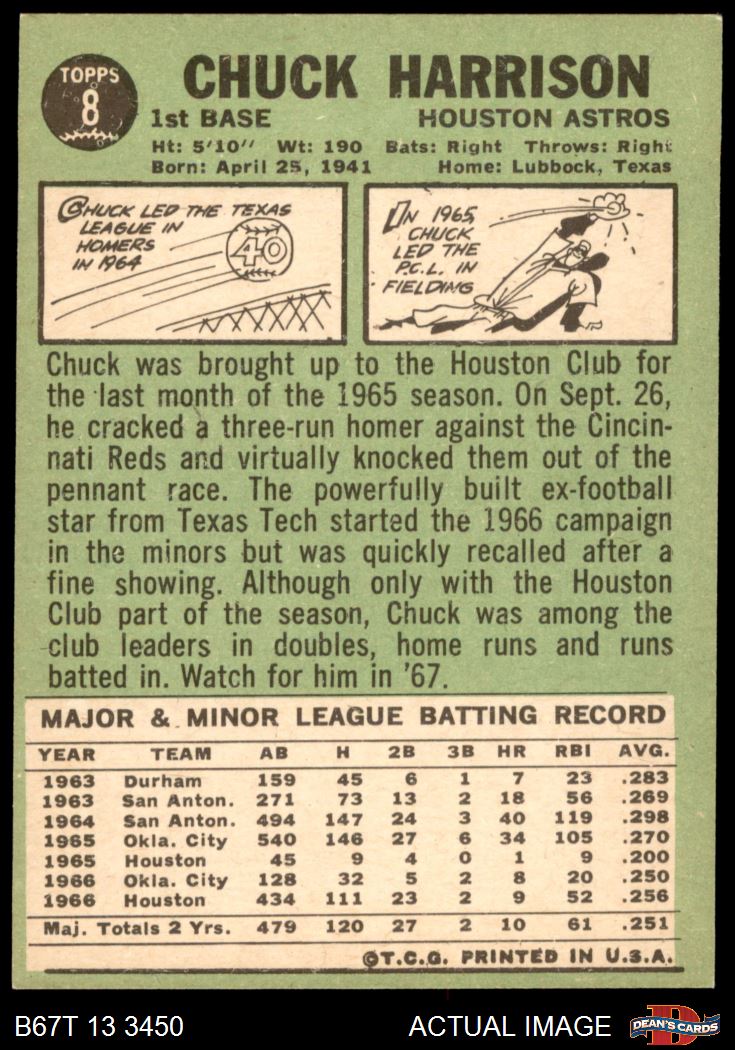 TOPPS
8
CHUCK HARRISON
1st BASE HOUSTON ASTROS
Ht: 5'10" Wt: 190 Bats: Right Throws: Right
Born: April 25, 1941 Home: Lubbock, Texas
CHUCK LED THE TEXAS
LEAGUE IN
HOMERS
IN 1964
40
IN 1965,
CHUCK
LED THE
P.C.L. IN
FIELDING
Chuck was brought up to the Houston Club for
the last month of the 1965 season. On Sept. 26,
he cracked a three-run homer against the Cincin-
nati Reds and virtually knocked them out of the
pennant race. The powerfully built ex-football
star from Texas Tech started the 1966 campaign
in the minors but was quickly recalled after a
fine showing. Although only with the Houston
Club part of the season, Chuck was among the
club leaders in doubles, home runs and runs
batted in. Watch for him in '67.
MAJOR & MINOR LEAGUE BATTING RECORD
YEAR TEAM AB H 2B 3B HR RBI AVG.
1963 Durham 159 45 6 1 7 23 .283
1963 San Anton. 271 73 13 2 18 56 .269
1964 San Anton. 494 147 24 3 40 119 .298
1965 Okla. City 540 146 27 6 34 105 .270
1965 Houston 45 9 4 0 1 9 .200
1966 Okla. City 128 32 5 2 8 20 .250
1966 Houston 434 111 23 2 9 52 .256
Maj. Totals 2 Yrs. 479 120 27 2 10 61 .251
©T.C.G. PRINTED IN U.S.A.
B67T 13 3450 ACTUAL IMAGE DEAN'S CARDS